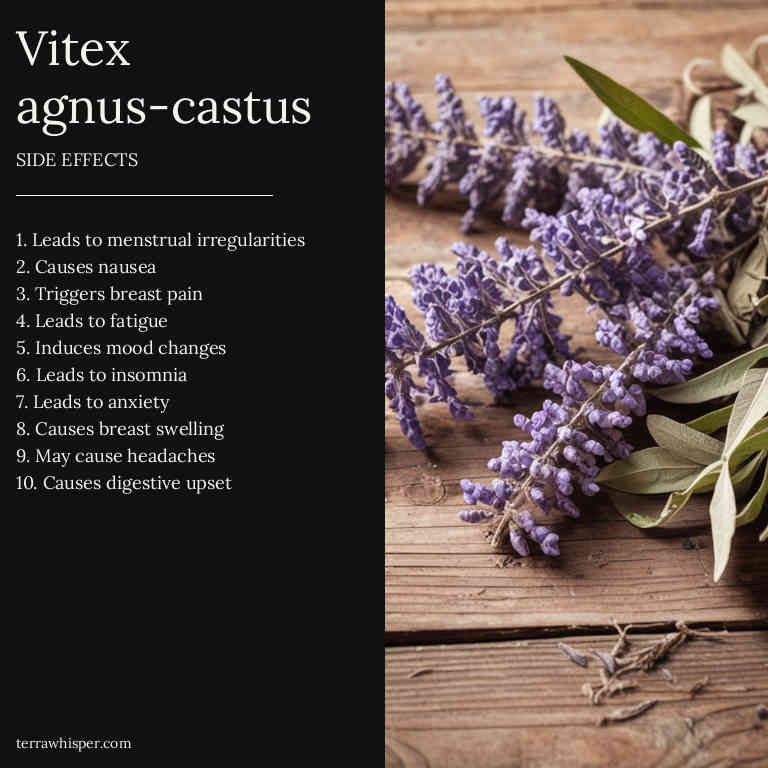 Vitex
agnus-castus
SIDE EFFECTS
1. Leads to menstrual irregularities
2. Causes nausea
3. Triggers breast pain
4. Leads to fatigue
5. Induces mood changes
6. Leads to insomnia
7. Leads to anxiety
8. Causes breast swelling
9. May cause headaches
10. Causes digestive upset
terrawhisper.com